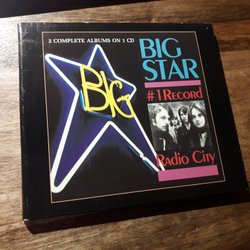 2 COMPLETE ALBUMS ON 1 CD
BIG
STAR
BIG
#1 Record
Radio City